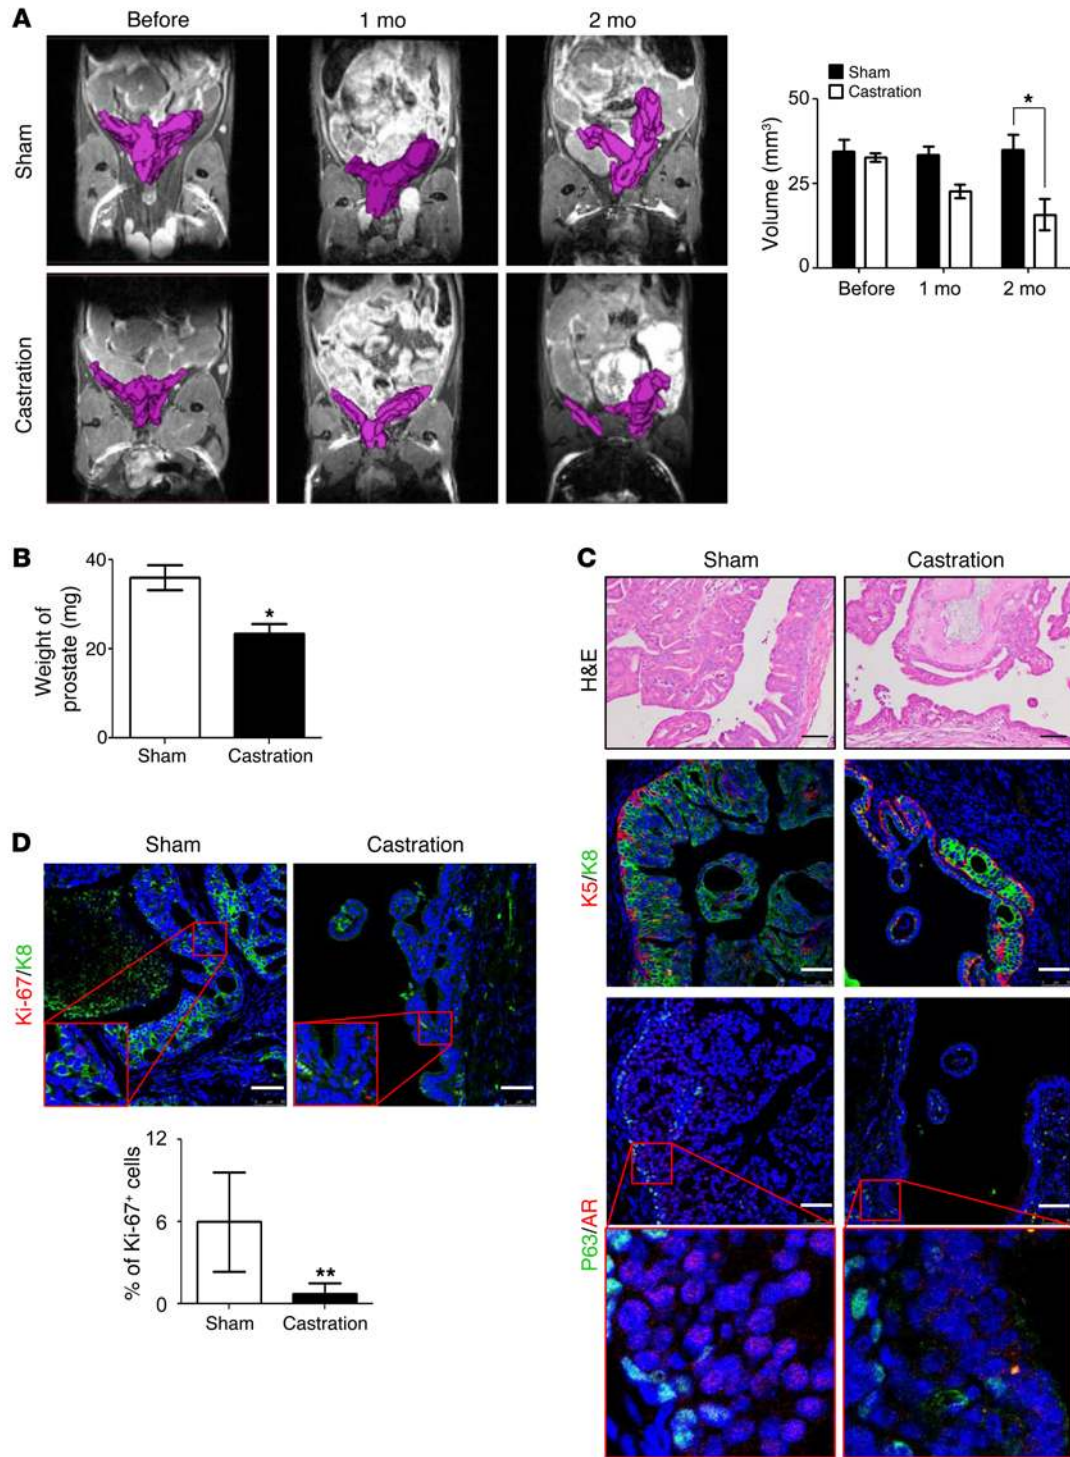 A
Before
1 mo
2 mo
Sham
Castration
Sham
Castration
Volume (mm³)
50
25
0
Before
1 mo
2 mo
*
B
Weight of
prostate (mg)
40
20
0
*
Sham
Castration
C
Sham
Castration
H&E
K5/K8
P63/AR
D
Sham
Castration
Ki-67/K8
% of Ki-67⁺ cells
12
6
0
**
Sham
Castration